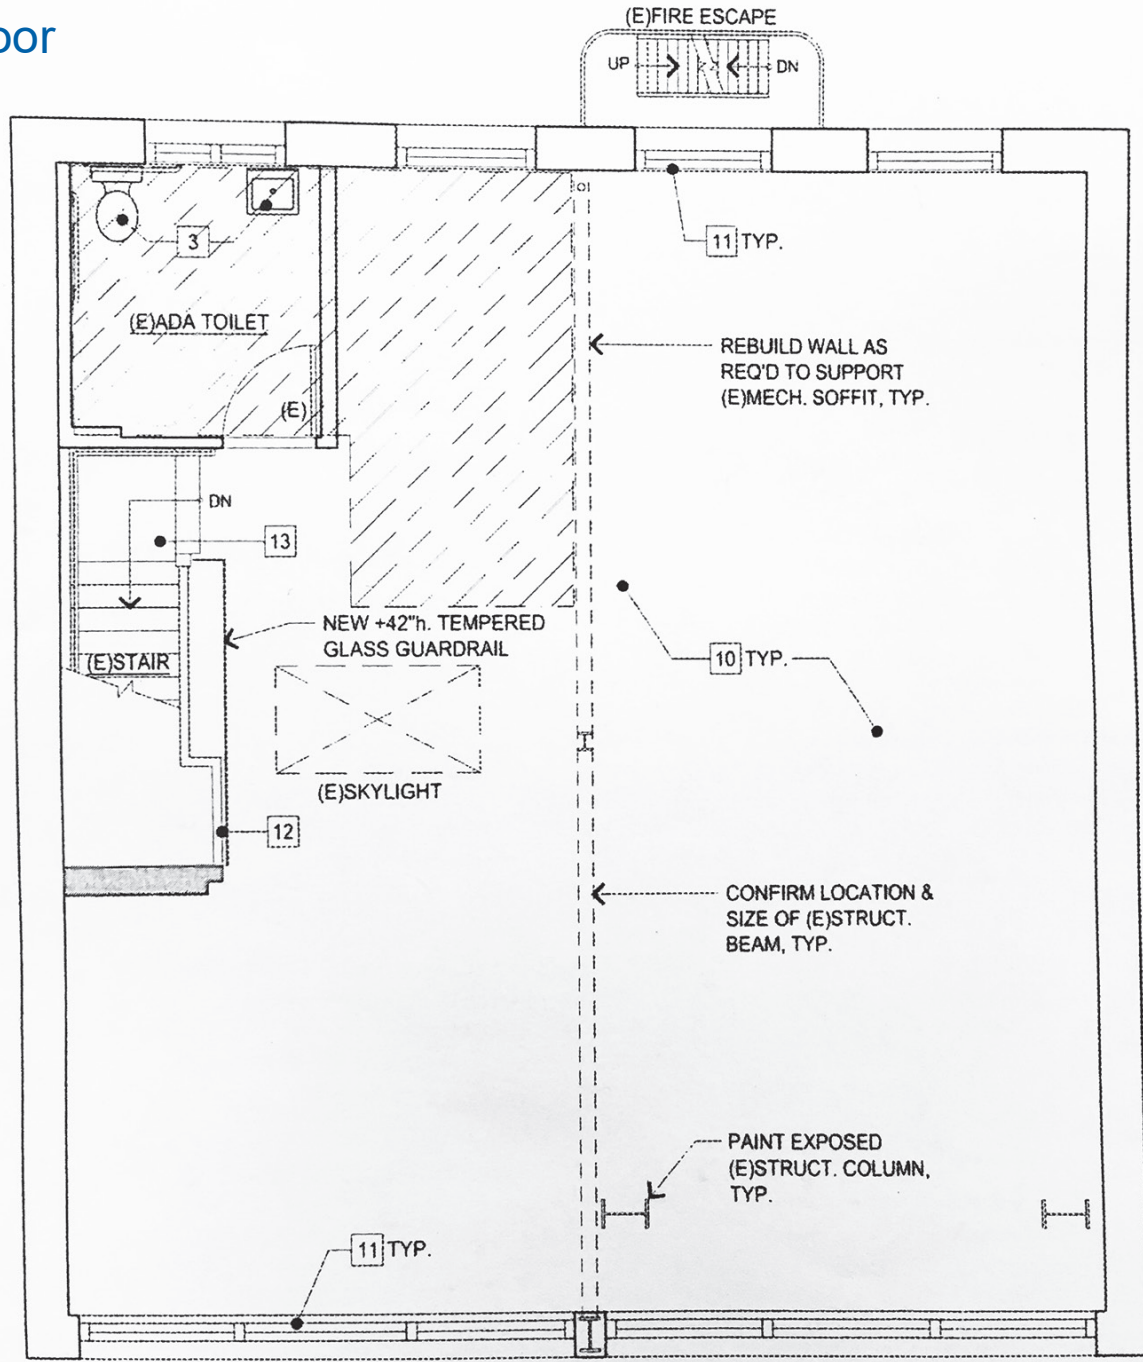 oor
(E)FIRE ESCAPE
UP
DN
3
11 TYP.
(E)ADA TOILET
REBUILD WALL AS
REQ'D TO SUPPORT
(E)MECH. SOFFIT, TYP.
(E)
DN
13
NEW +42"h. TEMPERED
GLASS GUARDRAIL
10 TYP.
(E)STAIR
(E)SKYLIGHT
12
CONFIRM LOCATION &
SIZE OF (E)STRUCT.
BEAM, TYP.
PAINT EXPOSED
(E)STRUCT. COLUMN,
TYP.
11 TYP.